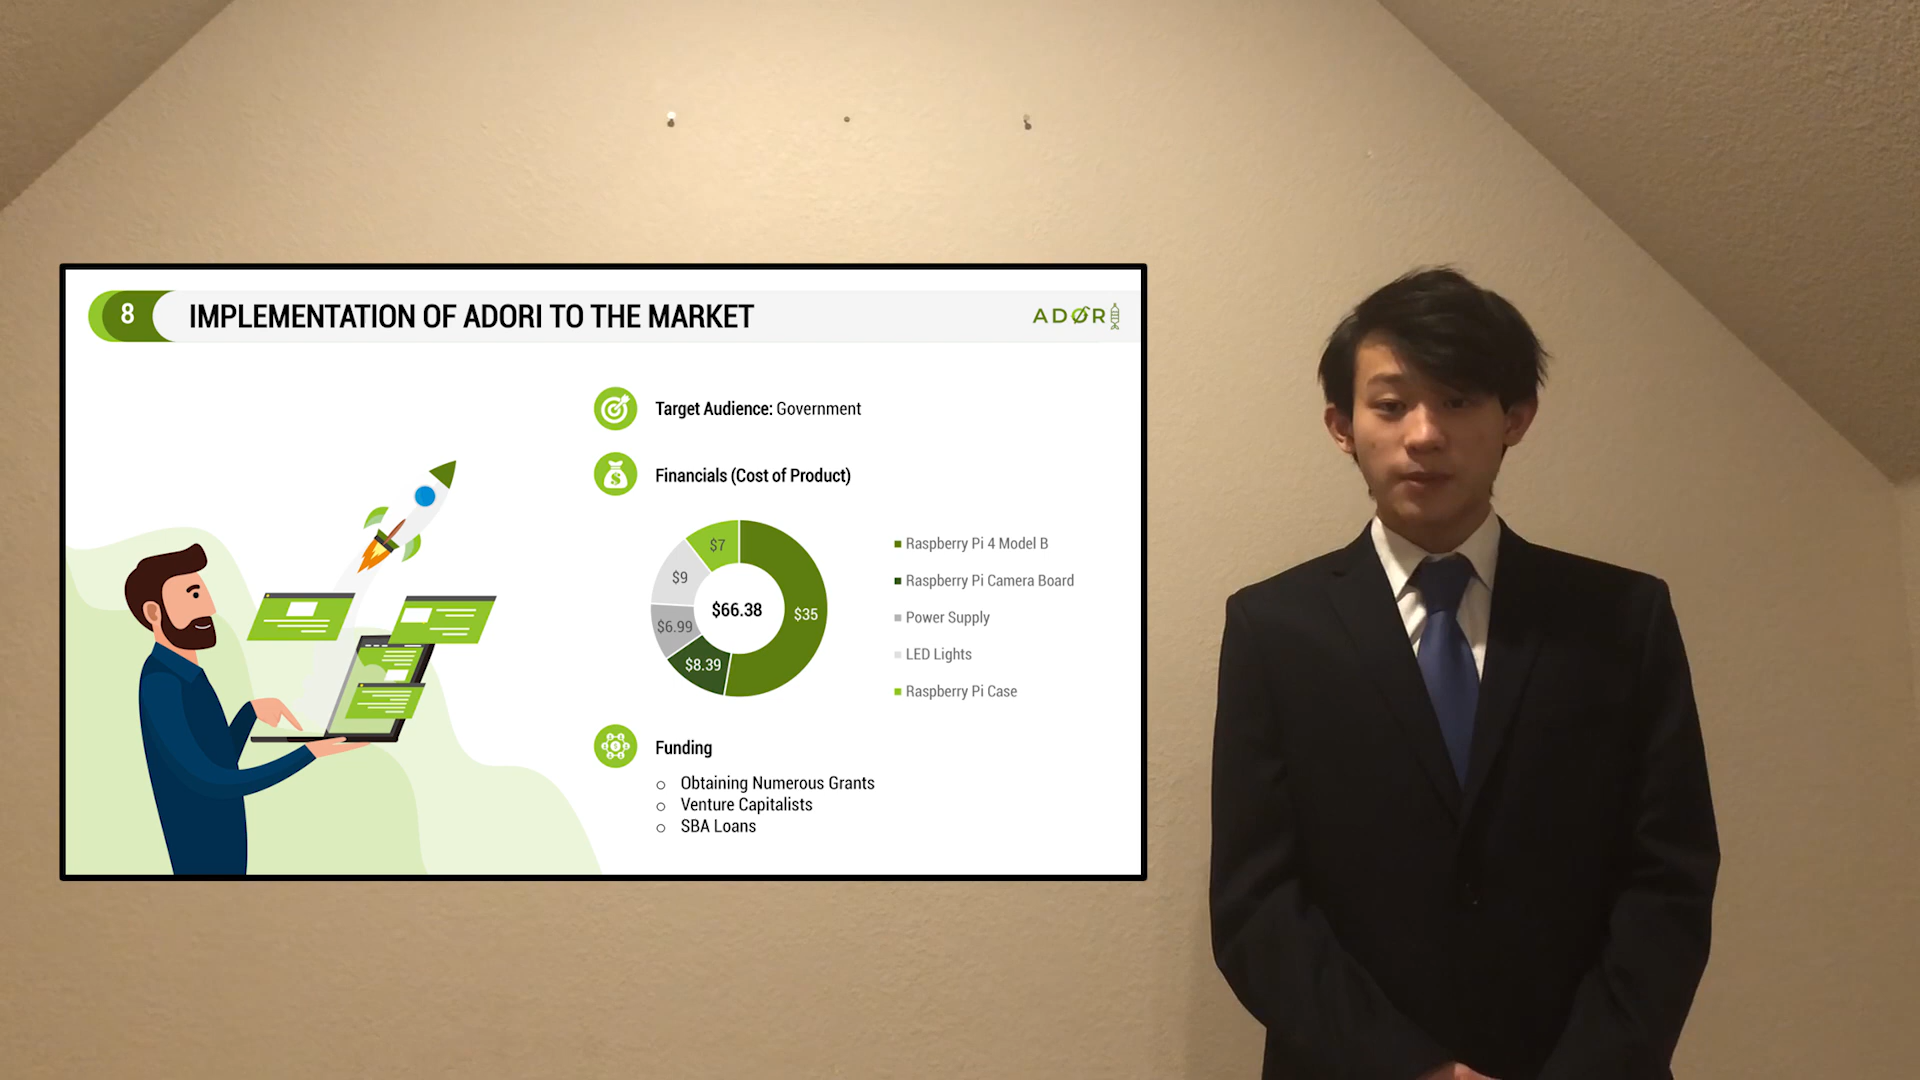 8
IMPLEMENTATION OF ADORI TO THE MARKET
ADORI
Target Audience: Government
Financials (Cost of Product)
$7
$9
$6.99
$8.39
$35
$66.38
Raspberry Pi 4 Model B
Raspberry Pi Camera Board
Power Supply
LED Lights
Raspberry Pi Case
Funding
Obtaining Numerous Grants
Venture Capitalists
SBA Loans